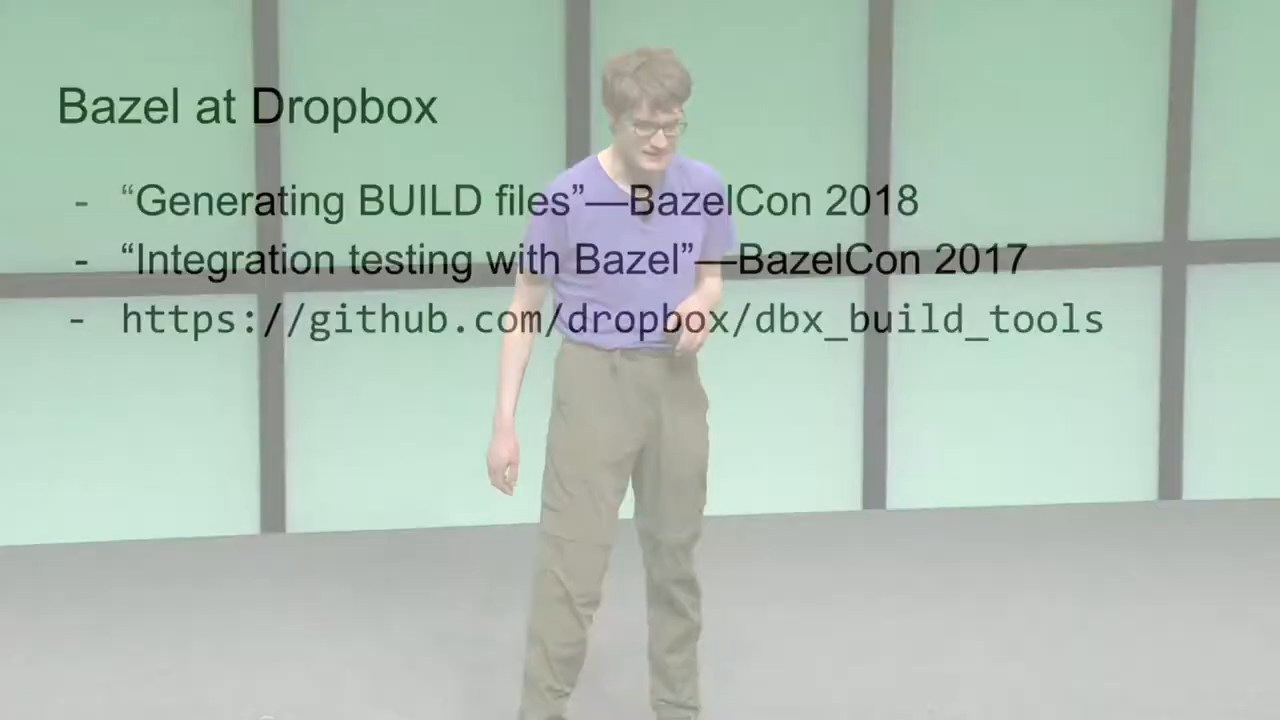 Bazel at Dropbox
- “Generating BUILD files”—BazelCon 2018
- “Integration testing with Bazel”—BazelCon 2017
- https://github.com/dropbox/dbx_build_tools